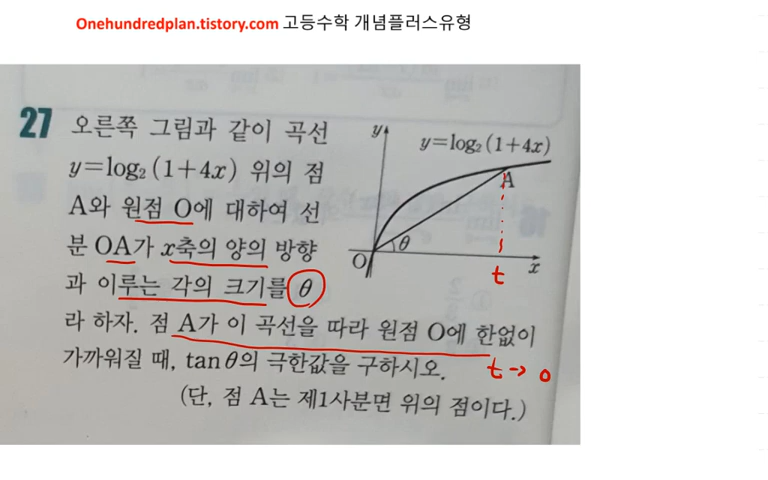 Onehundredplan.tistory.com 고등수학 개념플러스유형
27 오른쪽 그림과 같이 곡선
y=log₂(1+4x) 위의 점
A와 원점 O에 대하여 선
분 OA가 x축의 양의 방향
과 이루는 각의 크기를 θ
라 하자. 점 A가 이 곡선을 따라 원점 O에 한없이
가까워질 때, tanθ의 극한값을 구하시오.
(단, 점 A는 제1사분면 위의 점이다.)
y
y=log₂(1+4x)
A
θ
O
x
t
t→0